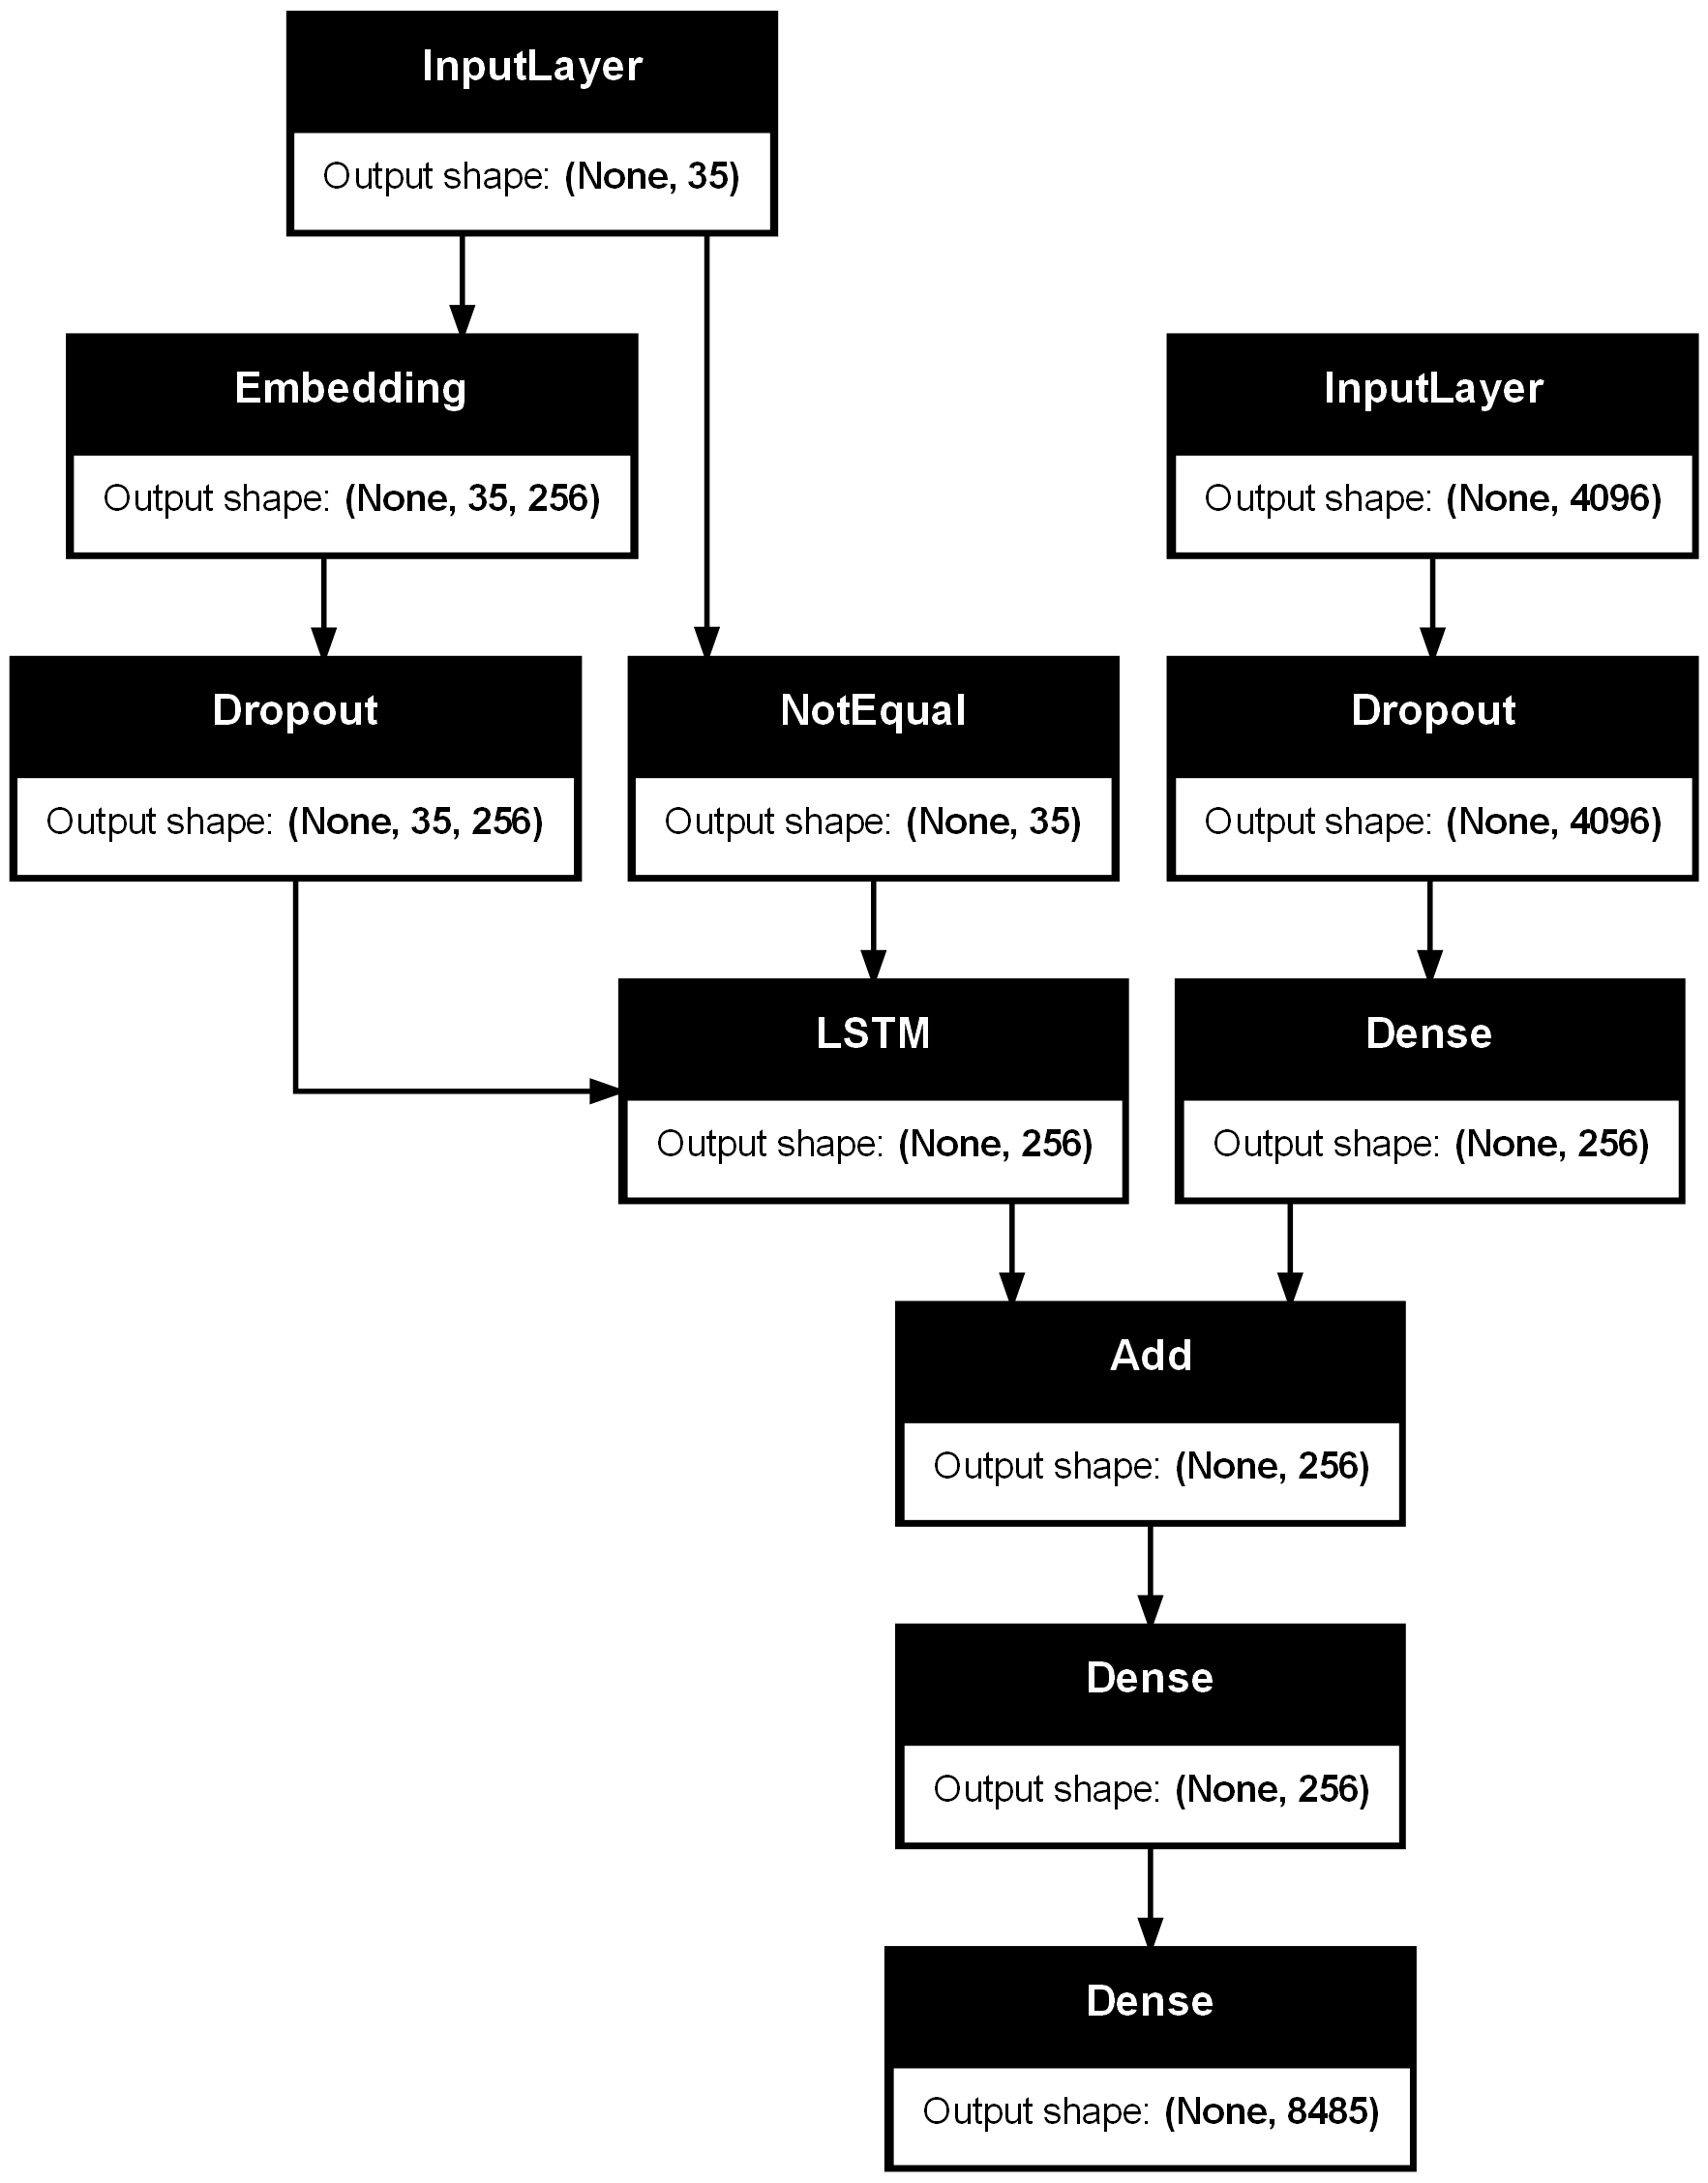 InputLayer
Output shape: (None, 35)
Embedding
Output shape: (None, 35, 256)
InputLayer
Output shape: (None, 4096)
Dropout
Output shape: (None, 35, 256)
NotEqual
Output shape: (None, 35)
Dropout
Output shape: (None, 4096)
LSTM
Output shape: (None, 256)
Dense
Output shape: (None, 256)
Add
Output shape: (None, 256)
Dense
Output shape: (None, 256)
Dense
Output shape: (None, 8485)